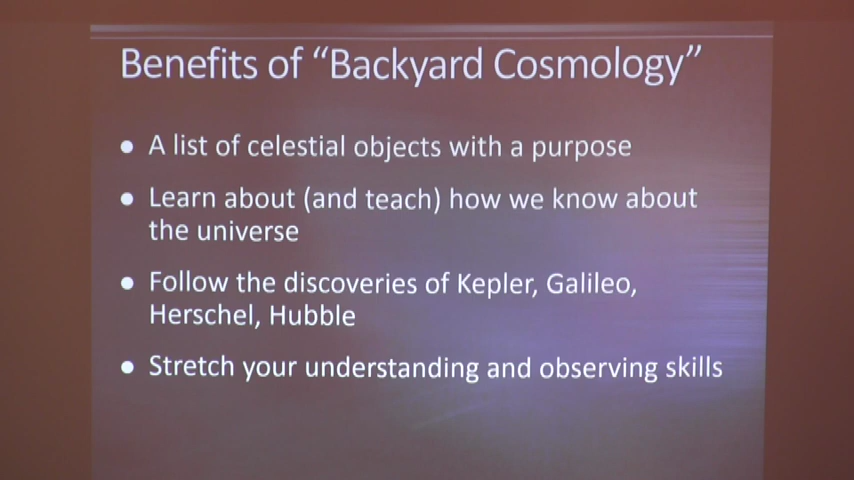 Benefits of “Backyard Cosmology”
● A list of celestial objects with a purpose
● Learn about (and teach) how we know about
the universe
● Follow the discoveries of Kepler, Galileo,
Herschel, Hubble
● Stretch your understanding and observing skills